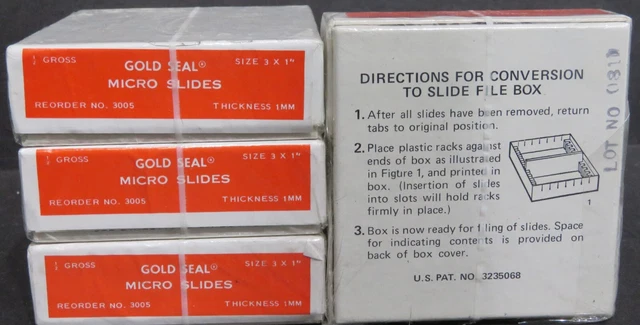 ½ GROSS GOLD SEAL® SIZE 3 X 1"
MICRO SLIDES
REORDER NO. 3005 THICKNESS 1MM
½ GROSS GOLD SEAL® SIZE 3 X 1"
MICRO SLIDES
REORDER NO. 3005 THICKNESS 1MM
½ GROSS GOLD SEAL® SIZE 3 X 1"
MICRO SLIDES
REORDER NO. 3005 THICKNESS 1MM
DIRECTIONS FOR CONVERSION
TO SLIDE FILE BOX
1. After all slides have been removed, return
tabs to original position.
2. Place plastic racks against
ends of box as illustrated
in Figure 1, and printed in
box. (Insertion of slides
into slots will hold racks
firmly in place.)
1
3. Box is now ready for filing of slides. Space
for indicating contents is provided on
back of box cover.
U.S. PAT. NO. 3235068
LOT NO